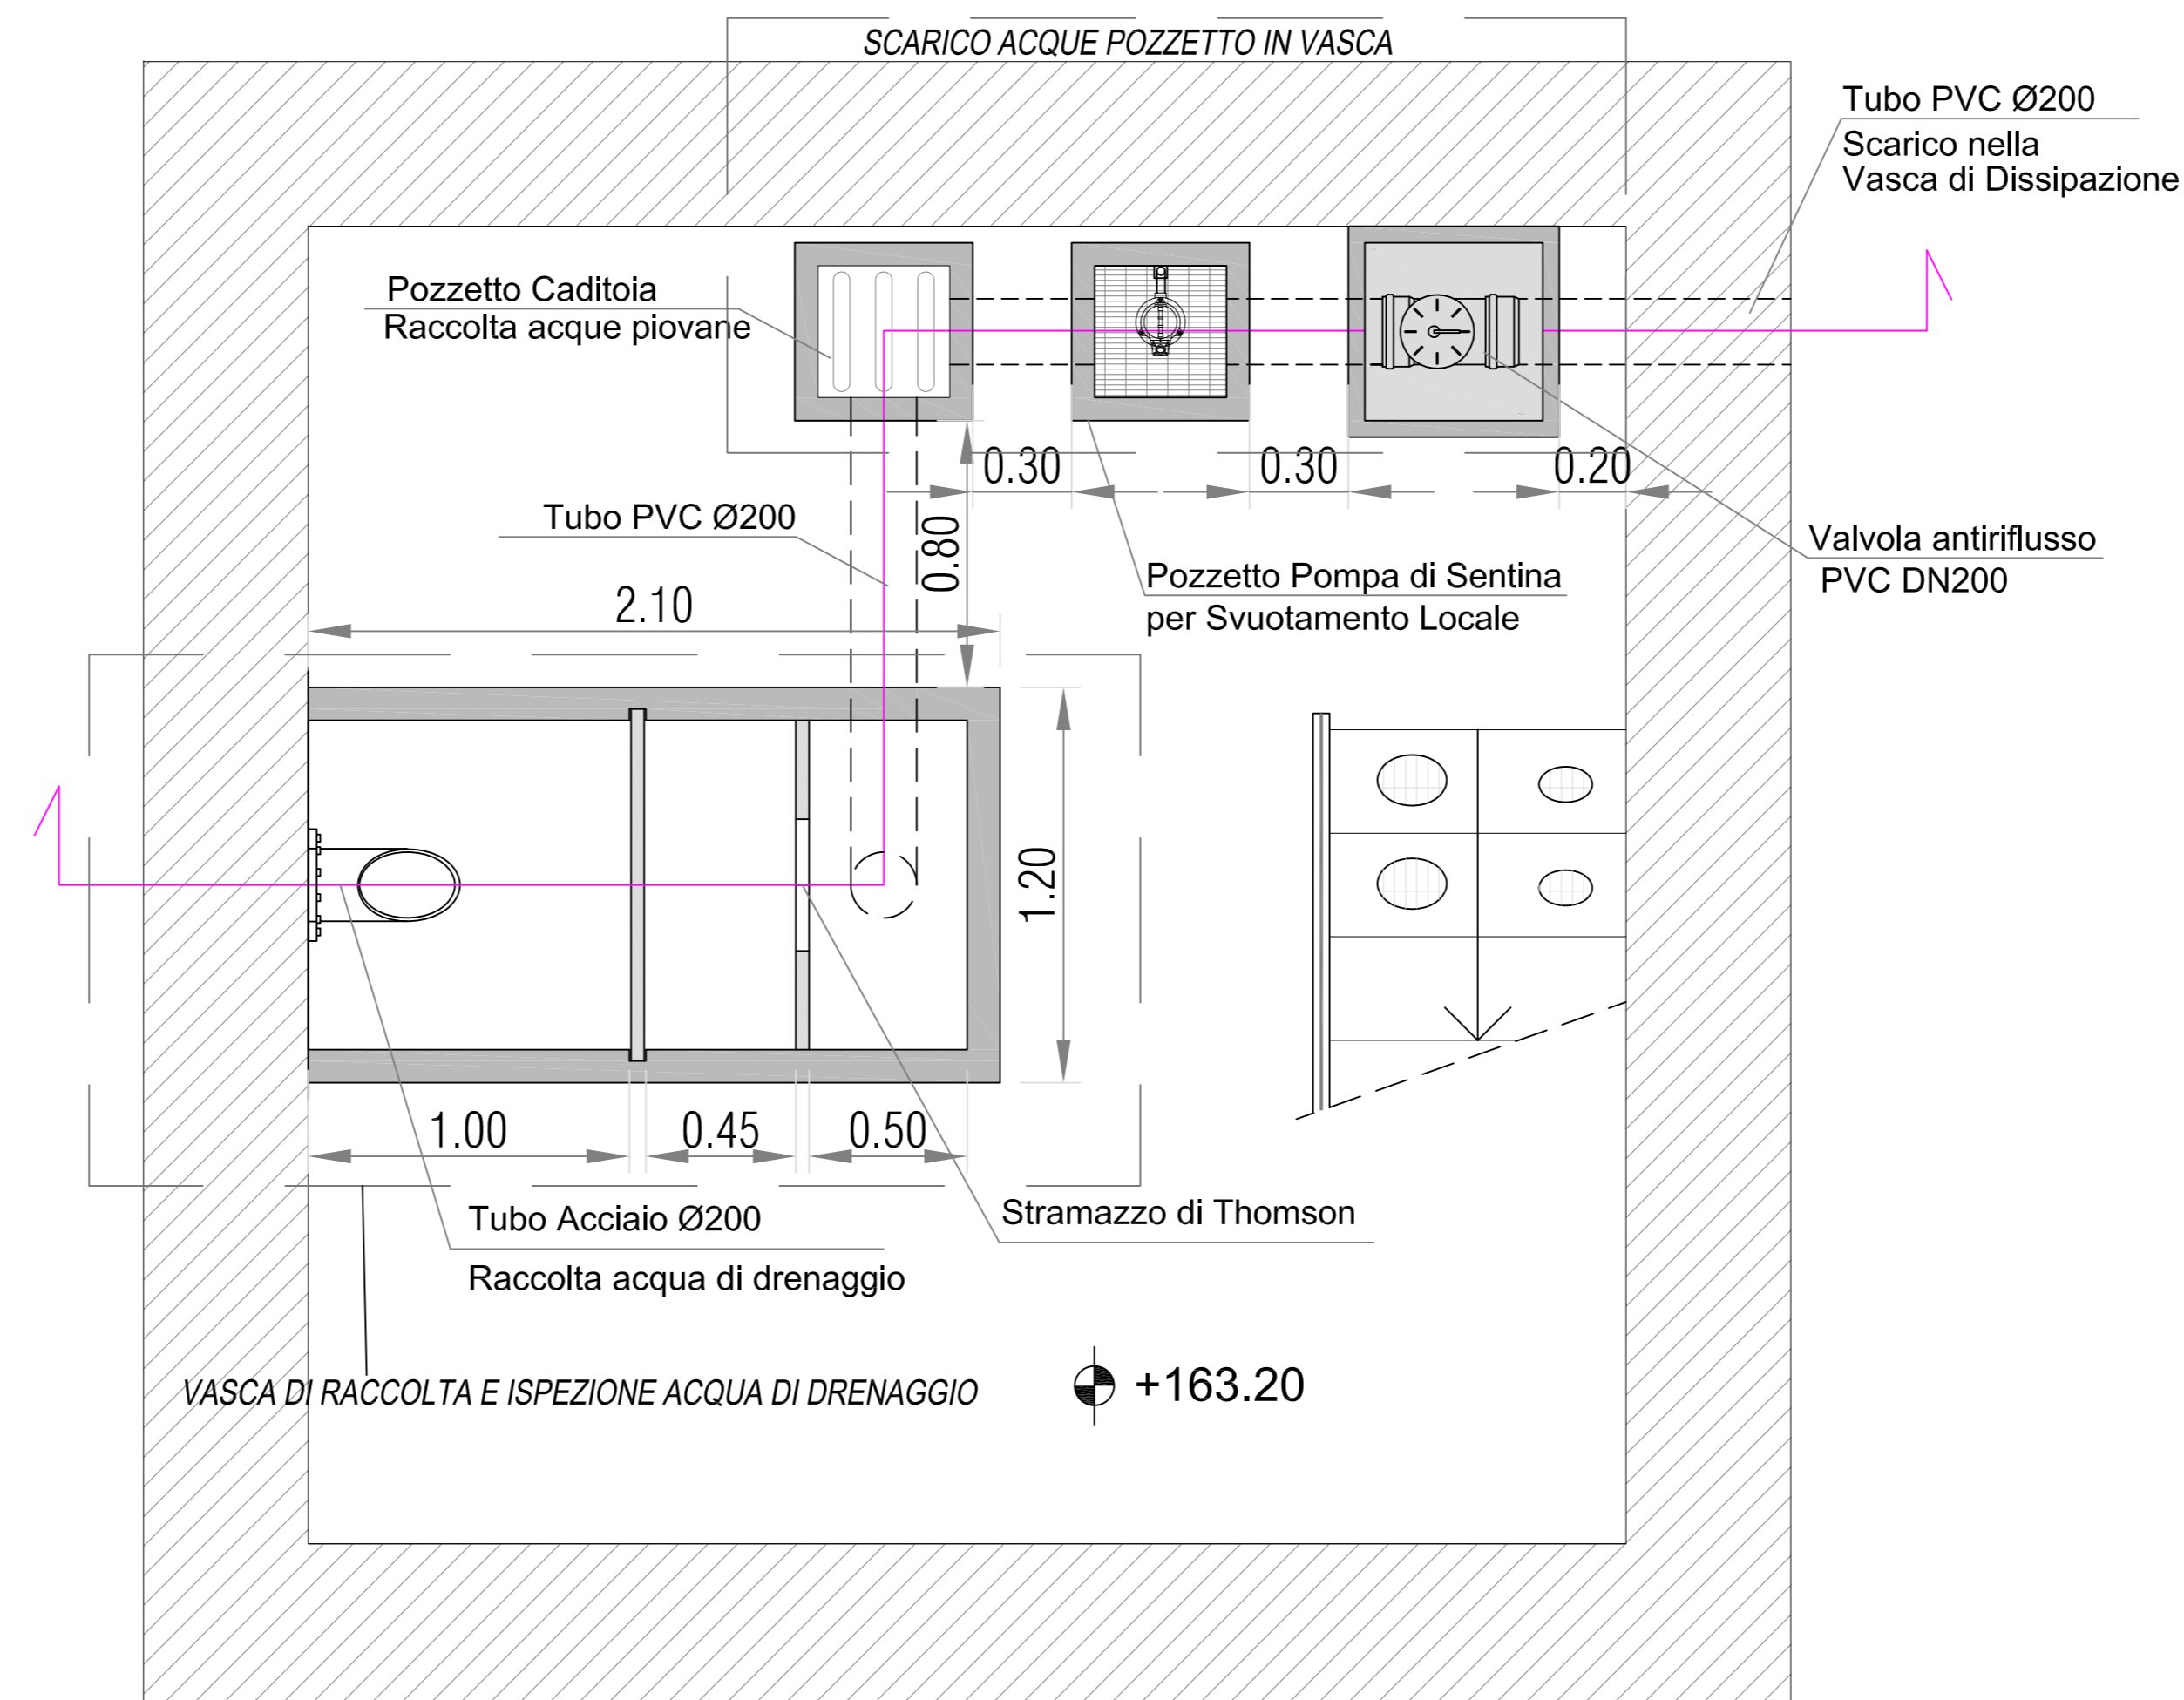 SCARICO ACQUE POZZETTO IN VASCA
Tubo PVC Ø200
Scarico nella
Vasca di Dissipazione
Pozzetto Caditoia
Raccolta acque piovane
0.30
0.30
0.20
Tubo PVC Ø200
0.80
Valvola antiriflusso
PVC DN200
Pozzetto Pompa di Sentina
per Svuotamento Locale
2.10
1.20
1.00
0.45
0.50
Tubo Acciaio Ø200
Raccolta acqua di drenaggio
Stramazzo di Thomson
VASCA DI RACCOLTA E ISPEZIONE ACQUA DI DRENAGGIO
+163.20